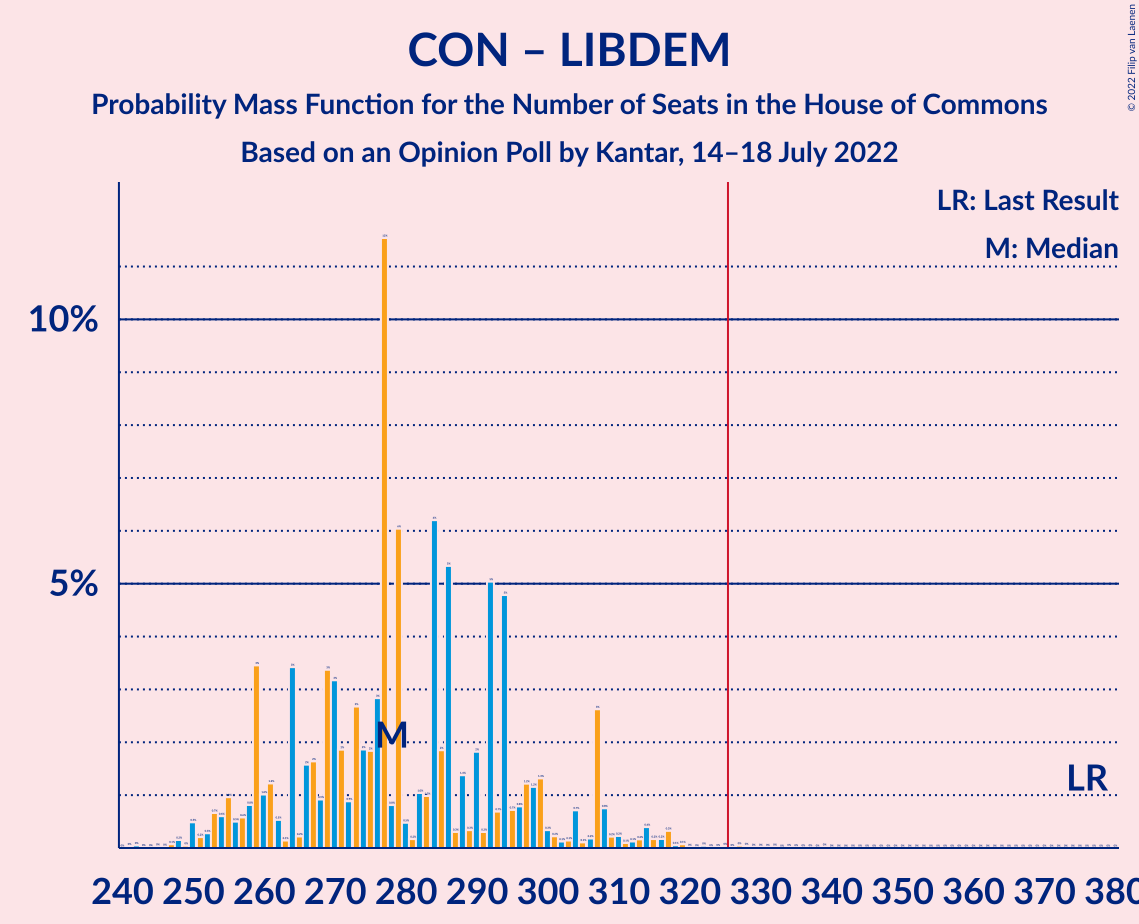 CON – LIBDEM
Probability Mass Function for the Number of Seats in the House of Commons
Based on an Opinion Poll by Kantar, 14–18 July 2022
© 2022 Filip van Laenen
LR: Last Result
M: Median
10%
5%
M
LR
240 250 260 270 280 290 300 310 320 330 340 350 360 370 380